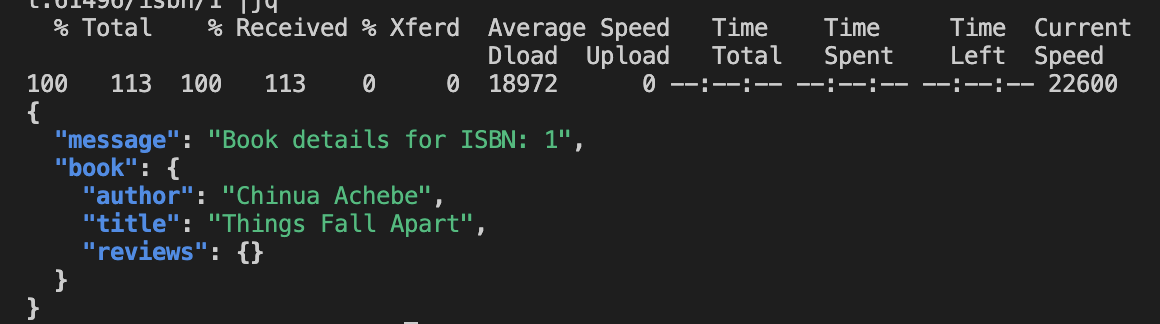 t:61496/isbn/1 |jq
% Total % Received % Xferd Average Speed Time Time Time Current
Dload Upload Total Spent Left Speed
100 113 100 113 0 0 18972 0 --:--:-- --:--:-- --:--:-- 22600
{
"message": "Book details for ISBN: 1",
"book": {
"author": "Chinua Achebe",
"title": "Things Fall Apart",
"reviews": {}
}
}